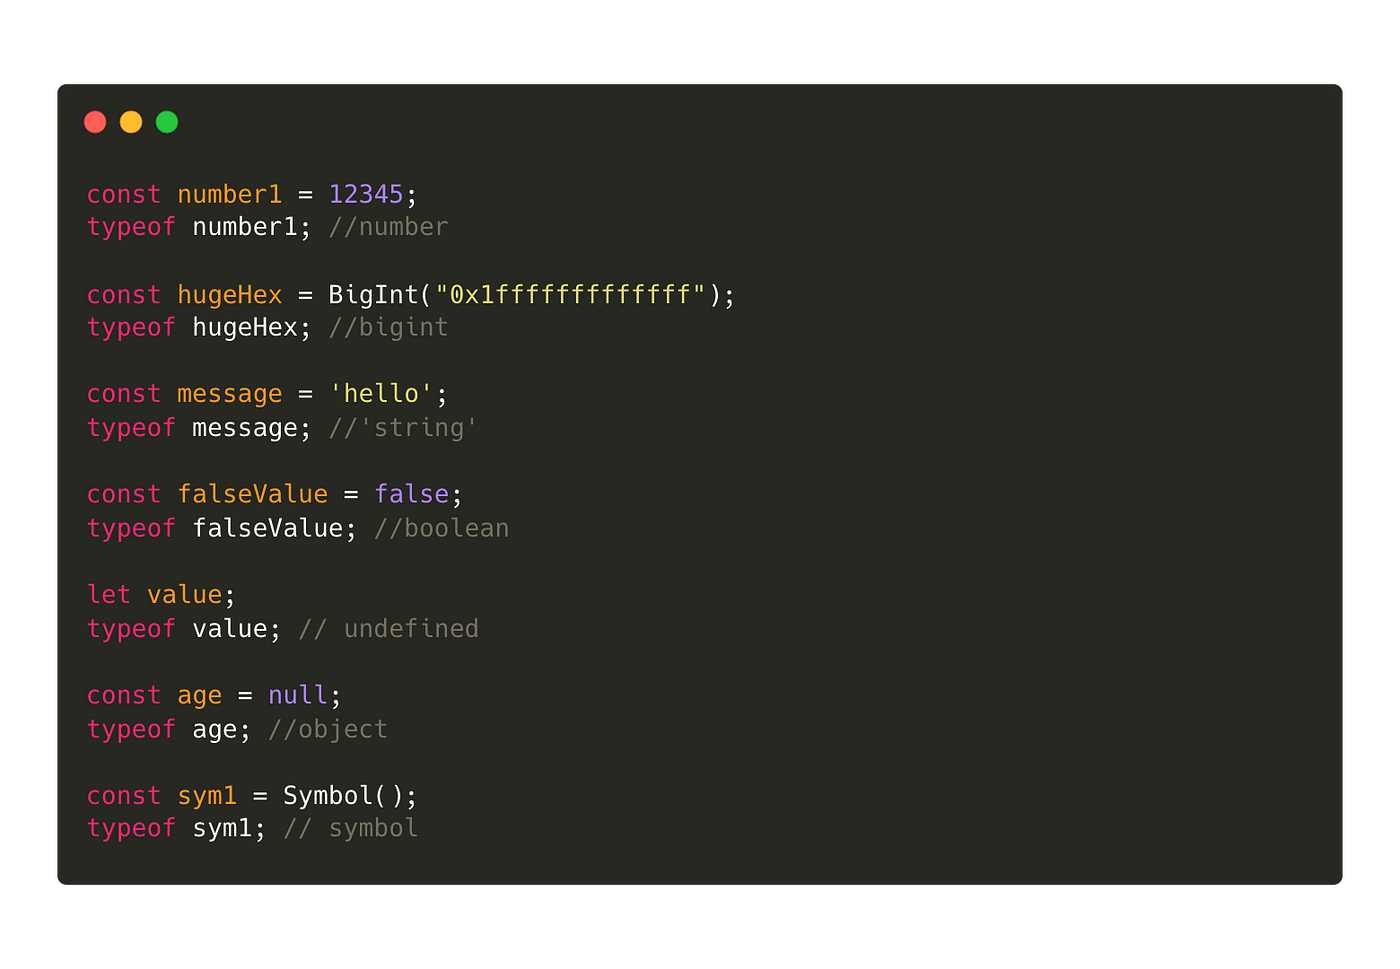 const number1 = 12345;
typeof number1; //number
const hugeHex = BigInt("0x1fffffffffffff");
typeof hugeHex; //bigint
const message = 'hello';
typeof message; //'string'
const falseValue = false;
typeof falseValue; //boolean
let value;
typeof value; // undefined
const age = null;
typeof age; //object
const sym1 = Symbol();
typeof sym1; // symbol